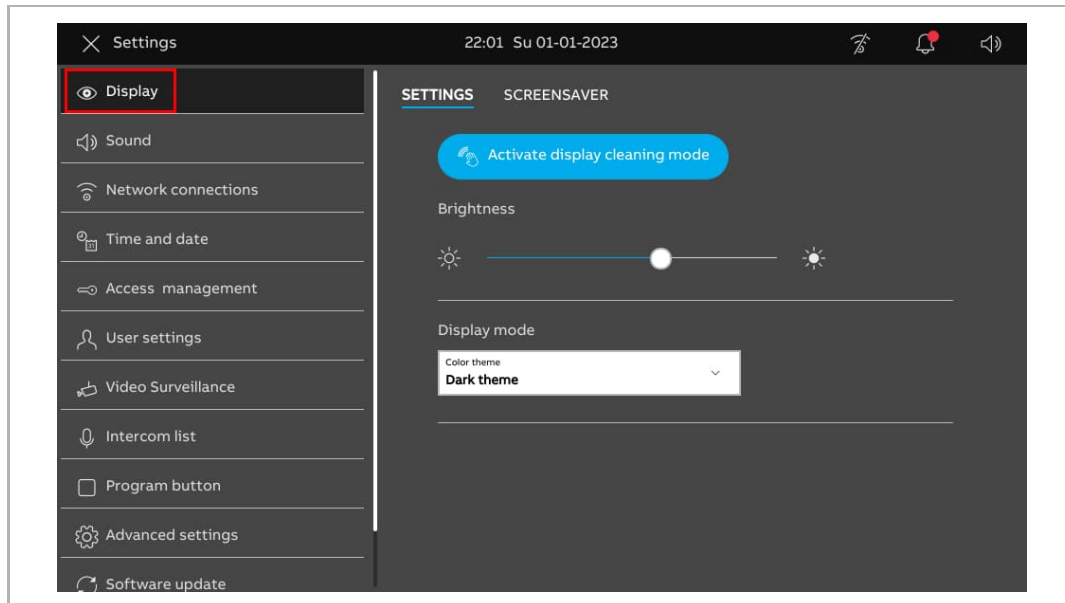 Settings
22:01 Su 01-01-2023
Display
Sound
Network connections
31
Time and date
Access management
User settings
Video Surveillance
Intercom list
Program button
Advanced settings
Software update
SETTINGS SCREENSAVER
Activate display cleaning mode
Brightness
Display mode
Color theme
Dark theme